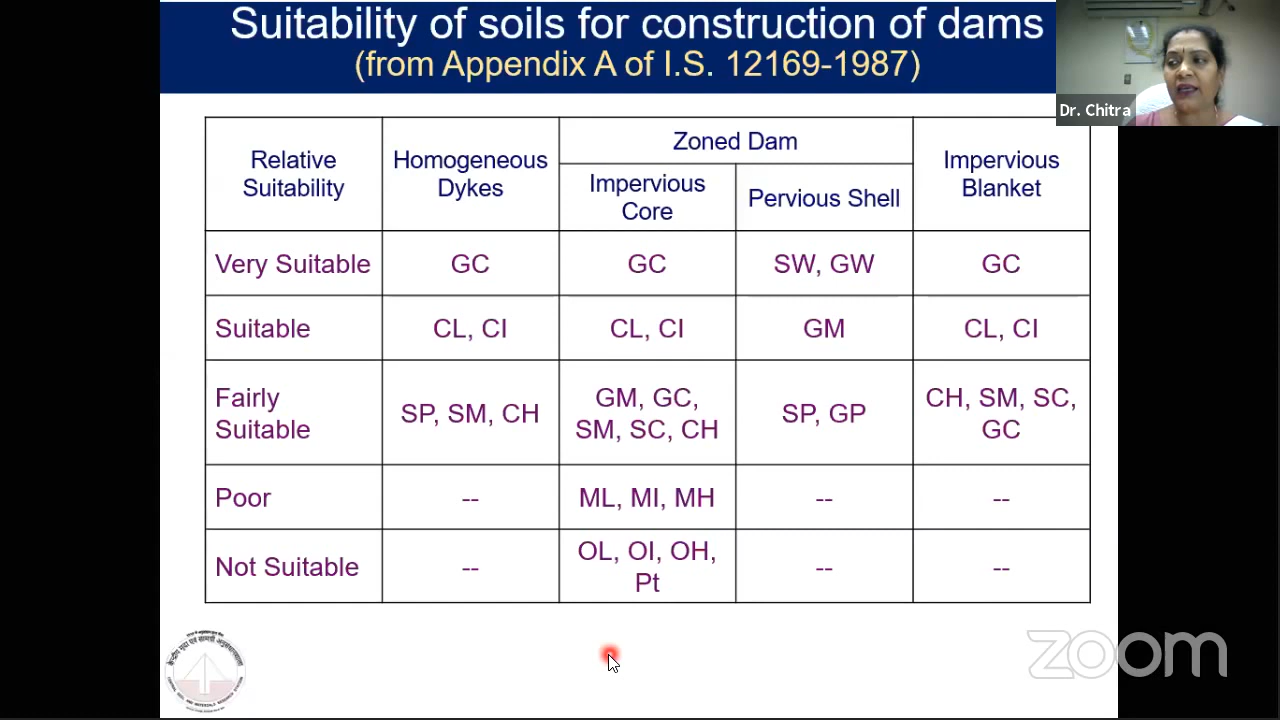 Suitability of soils for construction of dams
(from Appendix A of I.S. 12169-1987)
Dr. Chitra
Relative
Suitability
Homogeneous
Dykes
Zoned Dam
Impervious
Core
Pervious Shell
Impervious
Blanket
Very Suitable
GC
GC
SW, GW
GC
Suitable
CL, CI
CL, CI
GM
CL, CI
Fairly
Suitable
SP, SM, CH
GM, GC,
SM, SC, CH
SP, GP
CH, SM, SC,
GC
Poor
--
ML, MI, MH
--
--
Not Suitable
--
OL, OI, OH,
Pt
--
--
zoom